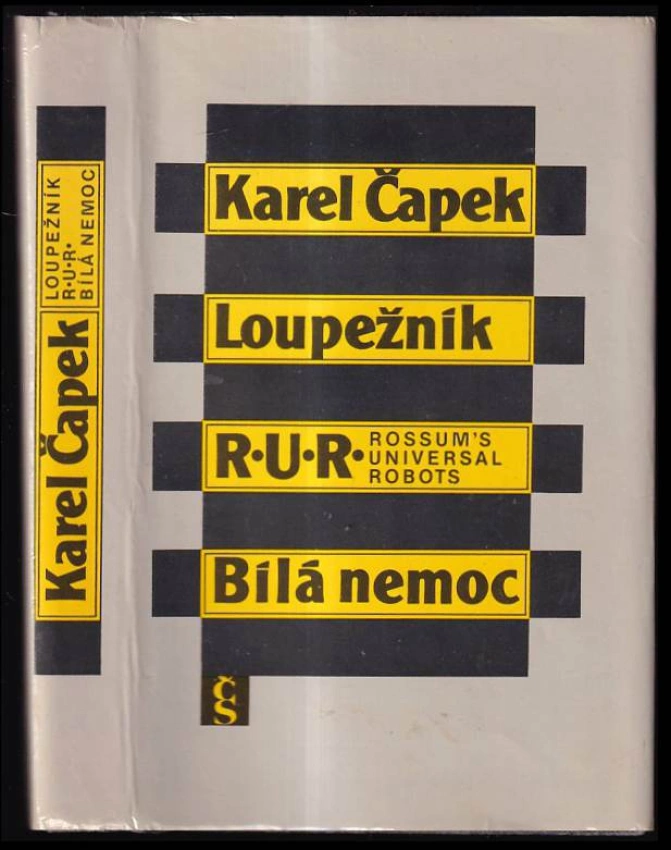 Karel Čapek
LOUPEŽNÍK
R·U·R·
BÍLÁ NEMOC
Karel Čapek
Loupežník
R·U·R· ROSSUM'S
UNIVERSAL
ROBOTS
Bílá nemoc
ČS